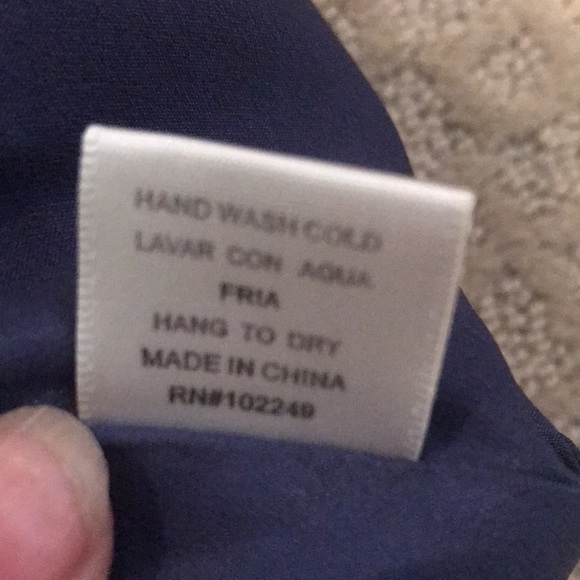 HAND WASH COLD
LAVAR CON AGUA
FRIA
HANG TO DRY
MADE IN CHINA
RN#102249